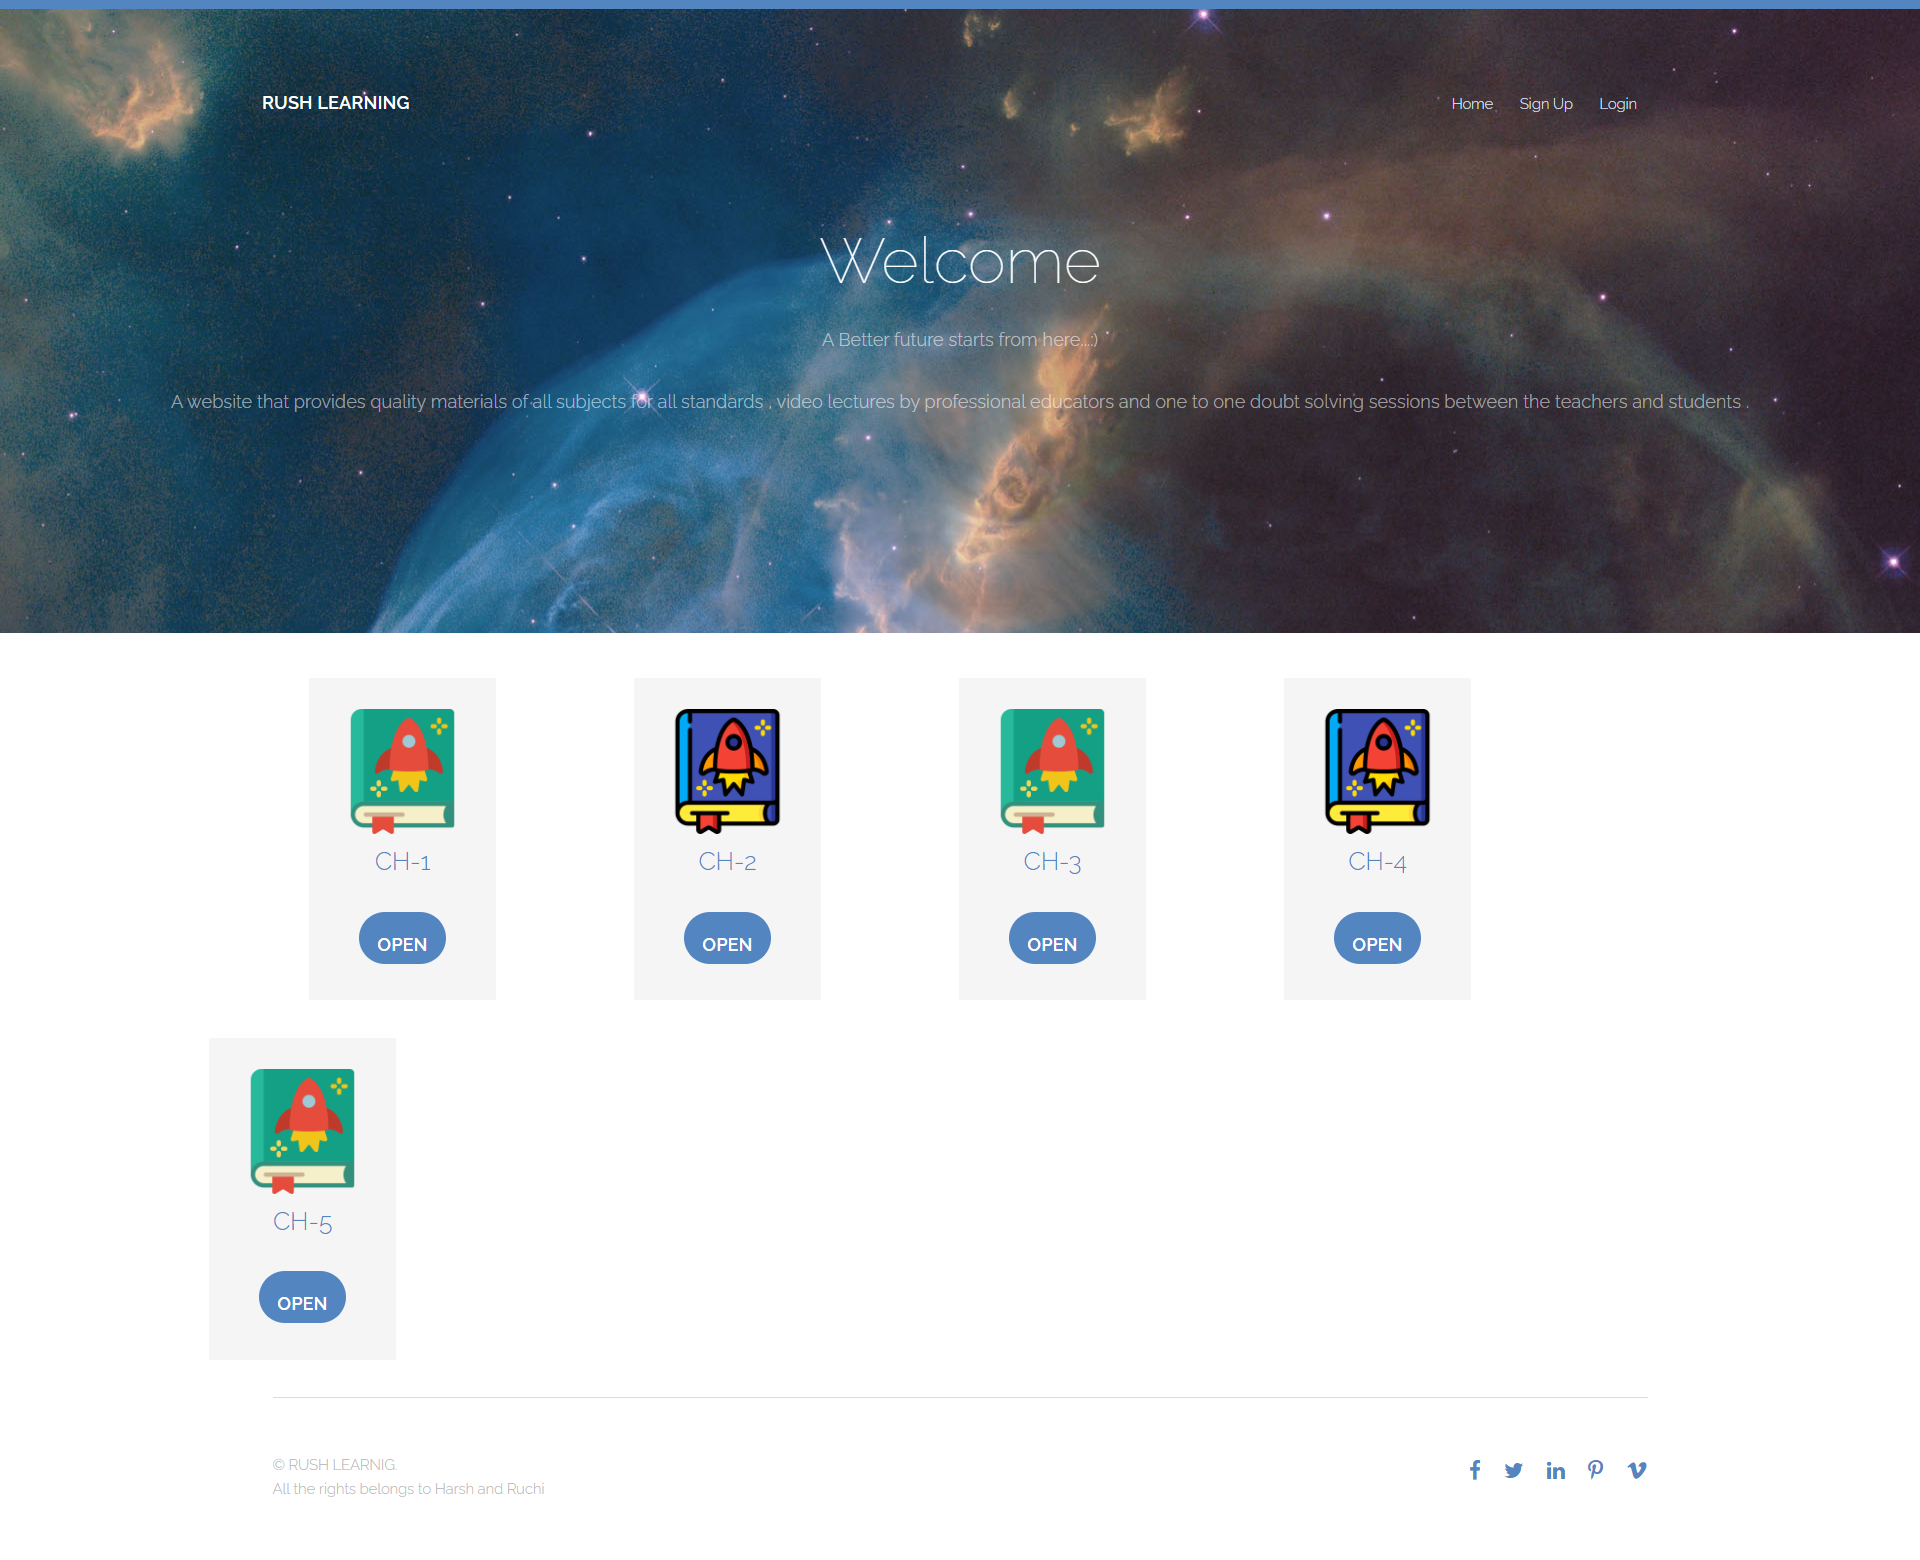 RUSH LEARNING
Home Sign Up Login
Welcome
A Better future starts from here...:)
A website that provides quality materials of all subjects for all standards , video lectures by professional educators and one to one doubt solving sessions between the teachers and students .
CH-1 CH-2 CH-3 CH-4
OPEN OPEN OPEN OPEN
CH-5
OPEN
© RUSH LEARNIG.
All the rights belongs to Harsh and Ruchi